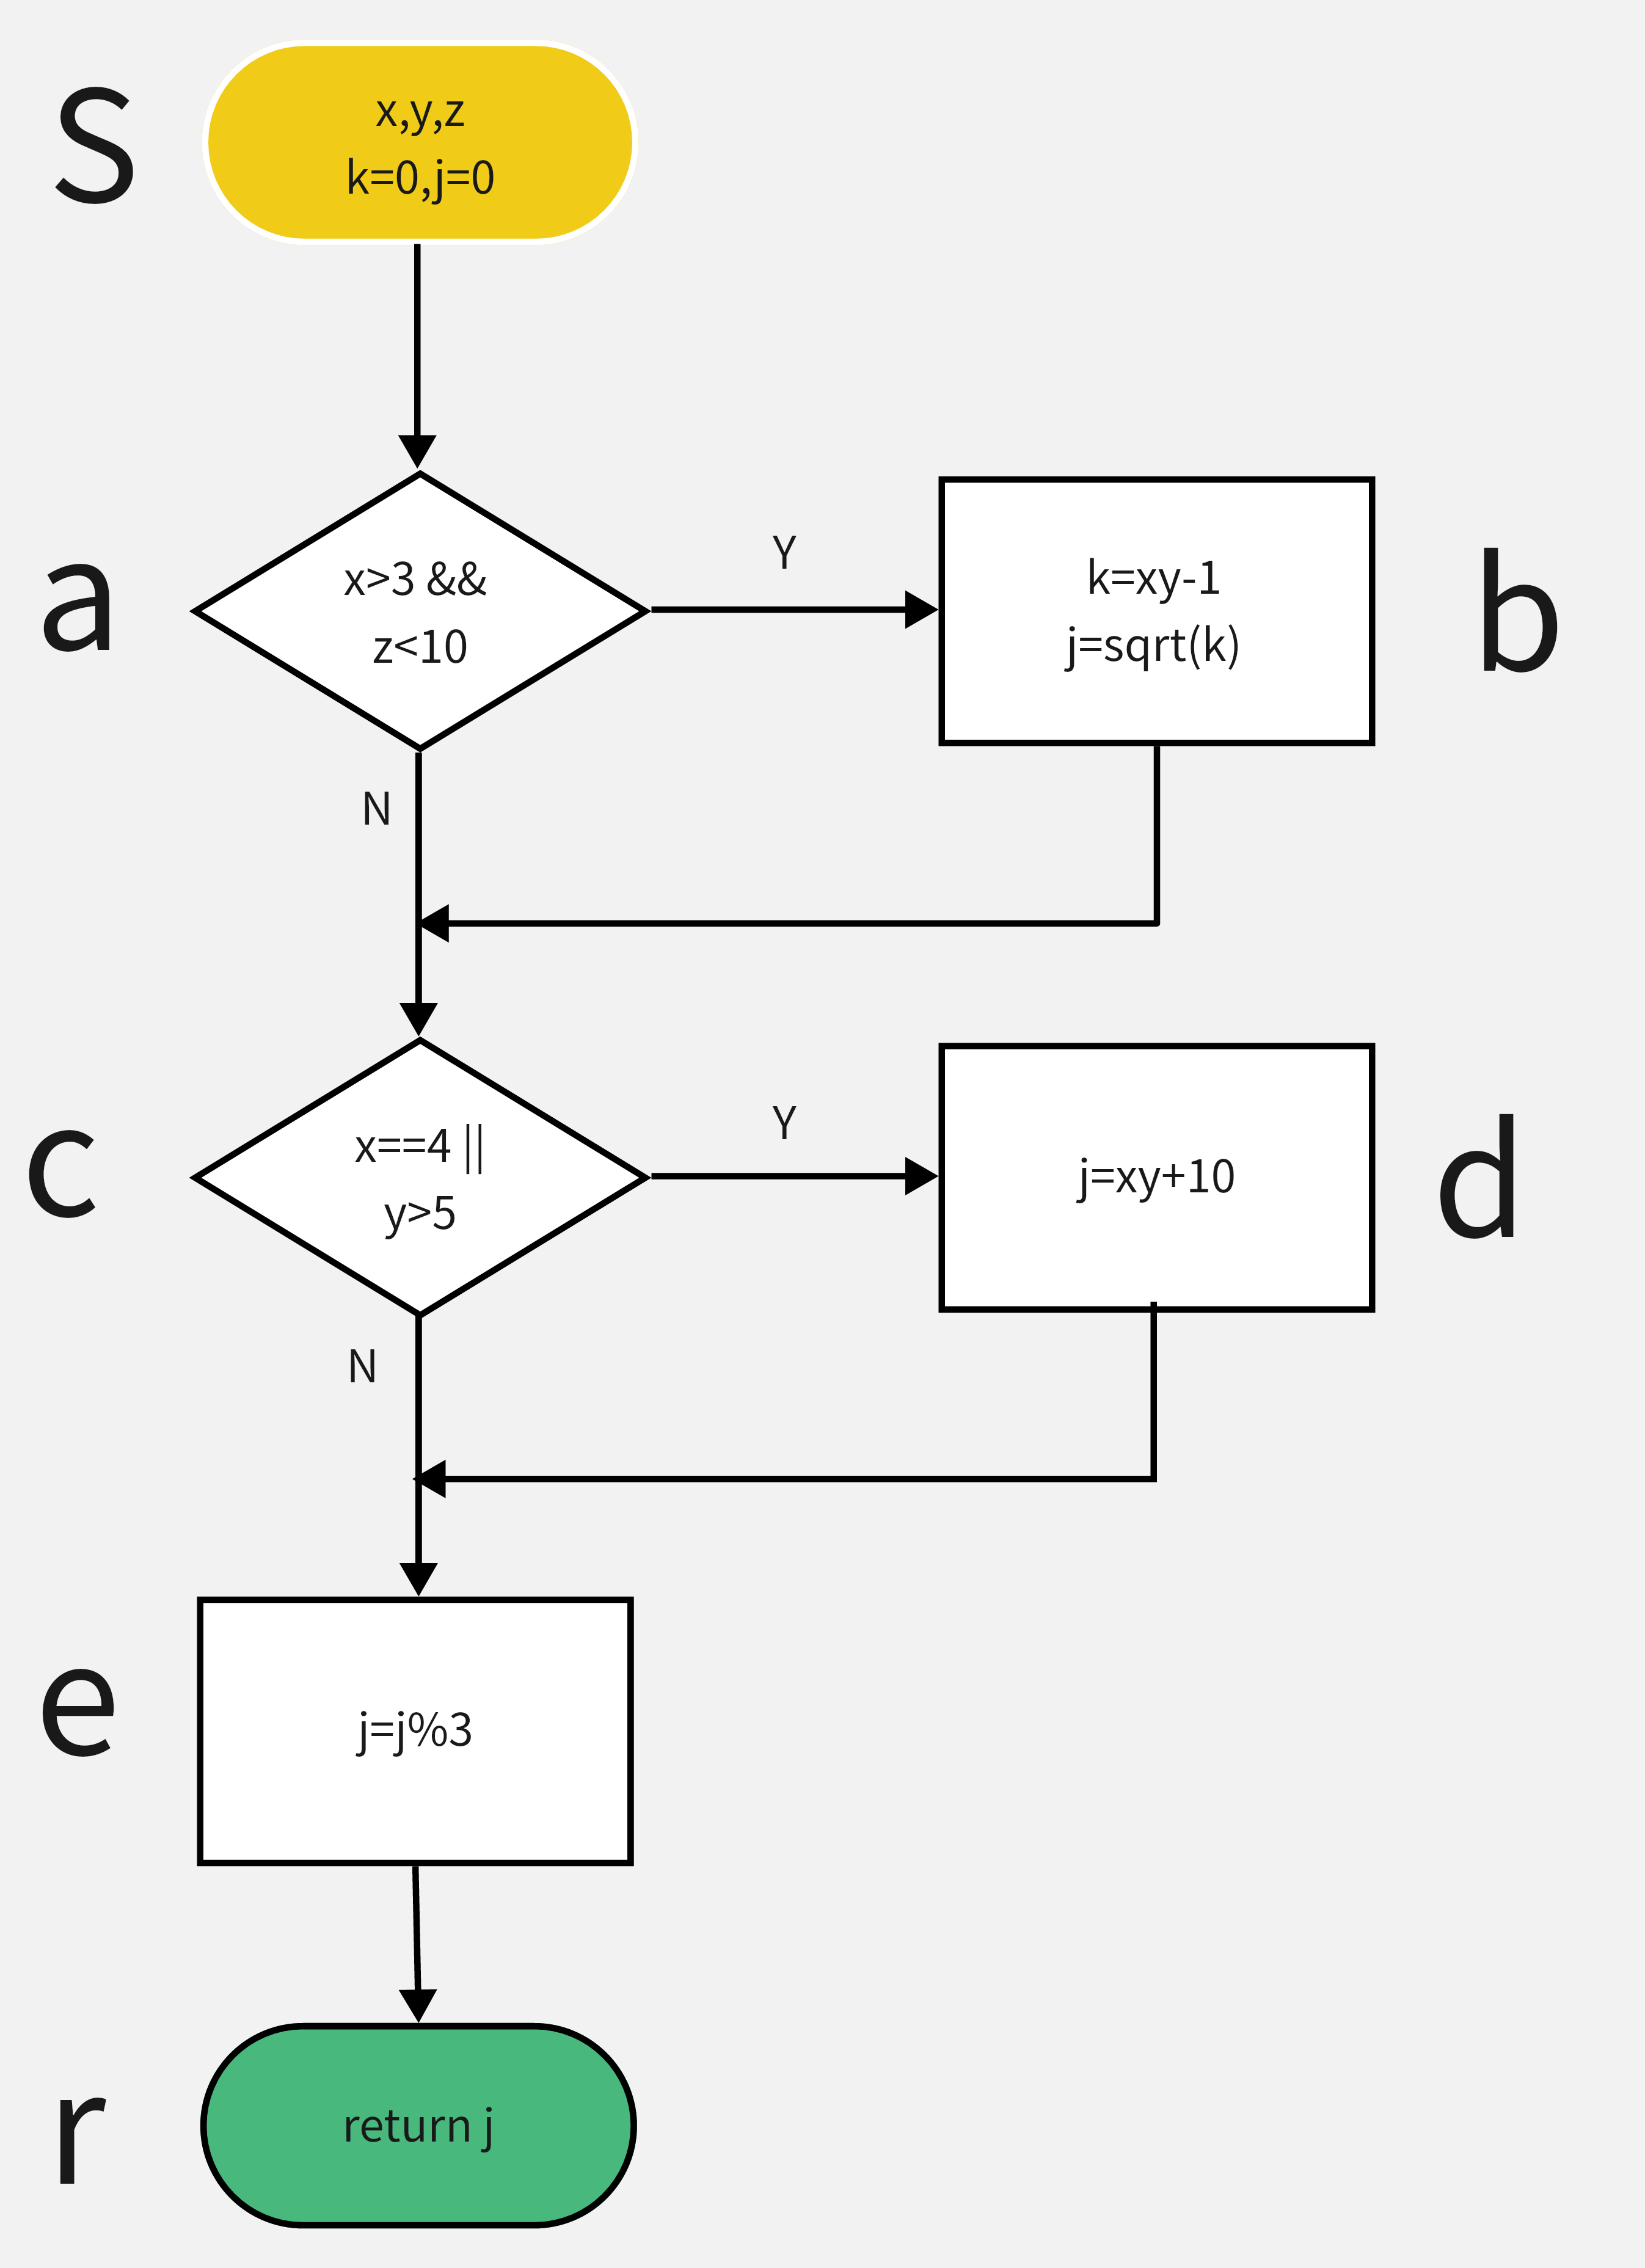 S
x,y,z
k=0,j=0
a
x>3 &&
z<10
Y
k=xy-1
j=sqrt(k)
b
N
c
x==4 ||
y>5
Y
j=xy+10
d
N
e
j=j%3
r
return j